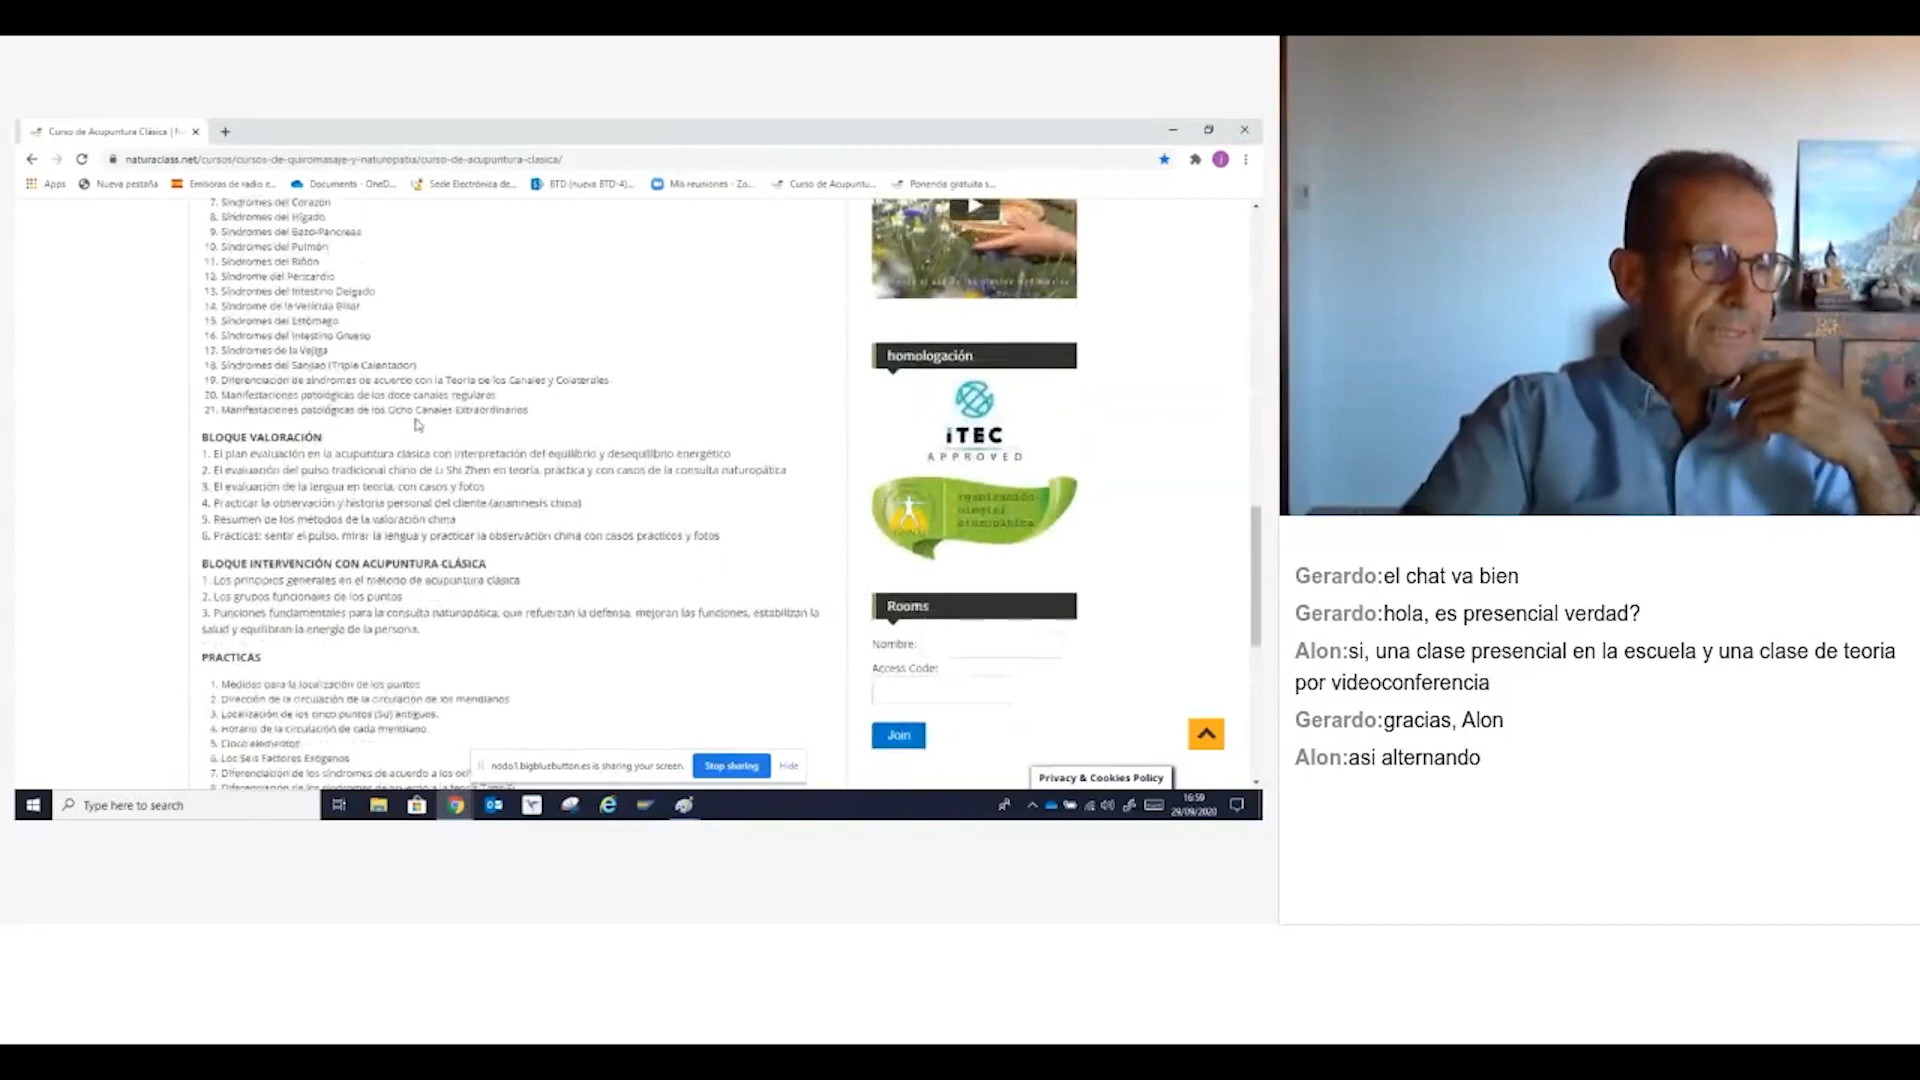 Curso de Acupuntura Clásica | N
naturaclass.net/cursos/cursos-de-quiromasaje-y-naturopatia/curso-de-acupuntura-clasica/
Apps Nueva pestaña Emisoras de radio e... Documents - OneD... Sede Electrónica de... BTD (nueva BTD-4)... Mis reuniones - Zo... Curso de Acupuntu... Ponencia gratuita s...
7. Síndromes del Corazón
8. Síndromes del Hígado
9. Síndromes del Bazo-Páncreas
10. Síndromes del Pulmón
11. Síndromes del Riñón
12. Síndrome del Pericardio
13. Síndromes del Intestino Delgado
14. Síndrome de la Vesícula Biliar
15. Síndromes del Estómago
16. Síndromes del Intestino Grueso
17. Síndromes de la Vejiga
18. Síndromes del Sanjiao (Triple Calentador)
19. Diferenciación de síndromes de acuerdo con la Teoría de los Canales y Colaterales.
20. Manifestaciones patológicas de los doce canales regulares
21. Manifestaciones patológicas de los Ocho Canales Extraordinarios
BLOQUE VALORACIÓN
1. El plan evaluación en la acupuntura clásica con interpretación del equilibrio y desequilibrio energético
2. El evaluación del pulso tradicional chino de Li Shi Zhen en teoría, práctica y con casos de la consulta naturopática
3. El evaluación de la lengua en teoría, con casos y fotos
4. Practicar la observación y historia personal del cliente (anamnesis china)
5. Resumen de los métodos de la valoración china
6. Prácticas: sentir el pulso, mirar la lengua y practicar la observación china con casos prácticos y fotos
BLOQUE INTERVENCIÓN CON ACUPUNTURA CLÁSICA
1. Los principios generales en el método de acupuntura clásica
2. Los grupos funcionales de los puntos
3. Punciones fundamentales para la consulta naturopática, que refuerzan la defensa, mejoran las funciones, estabilizan la
salud y equilibran la energía de la persona.
PRACTICAS
1. Medidas para la localización de los puntos
2. Dirección de la circulación de la circulación de los meridianos
3. Localización de los cinco puntos (Su) antiguos.
4. Horario de la circulación de cada meridiano.
5. Cinco elementos
6. Los Seis Factores Exógenos
7. Diferenciación de los síndromes de acuerdo a los
nodo1.bigbluebutton.es is sharing your screen. Stop sharing Hide
homologación
iTEC
APPROVED
Rooms
Nombre:
Access Code:
Join
Privacy & Cookies Policy
Type here to search
16:59
29/09/2020
Gerardo:el chat va bien
Gerardo:hola, es presencial verdad?
Alon:si, una clase presencial en la escuela y una clase de teoria
por videoconferencia
Gerardo:gracias, Alon
Alon:asi alternando